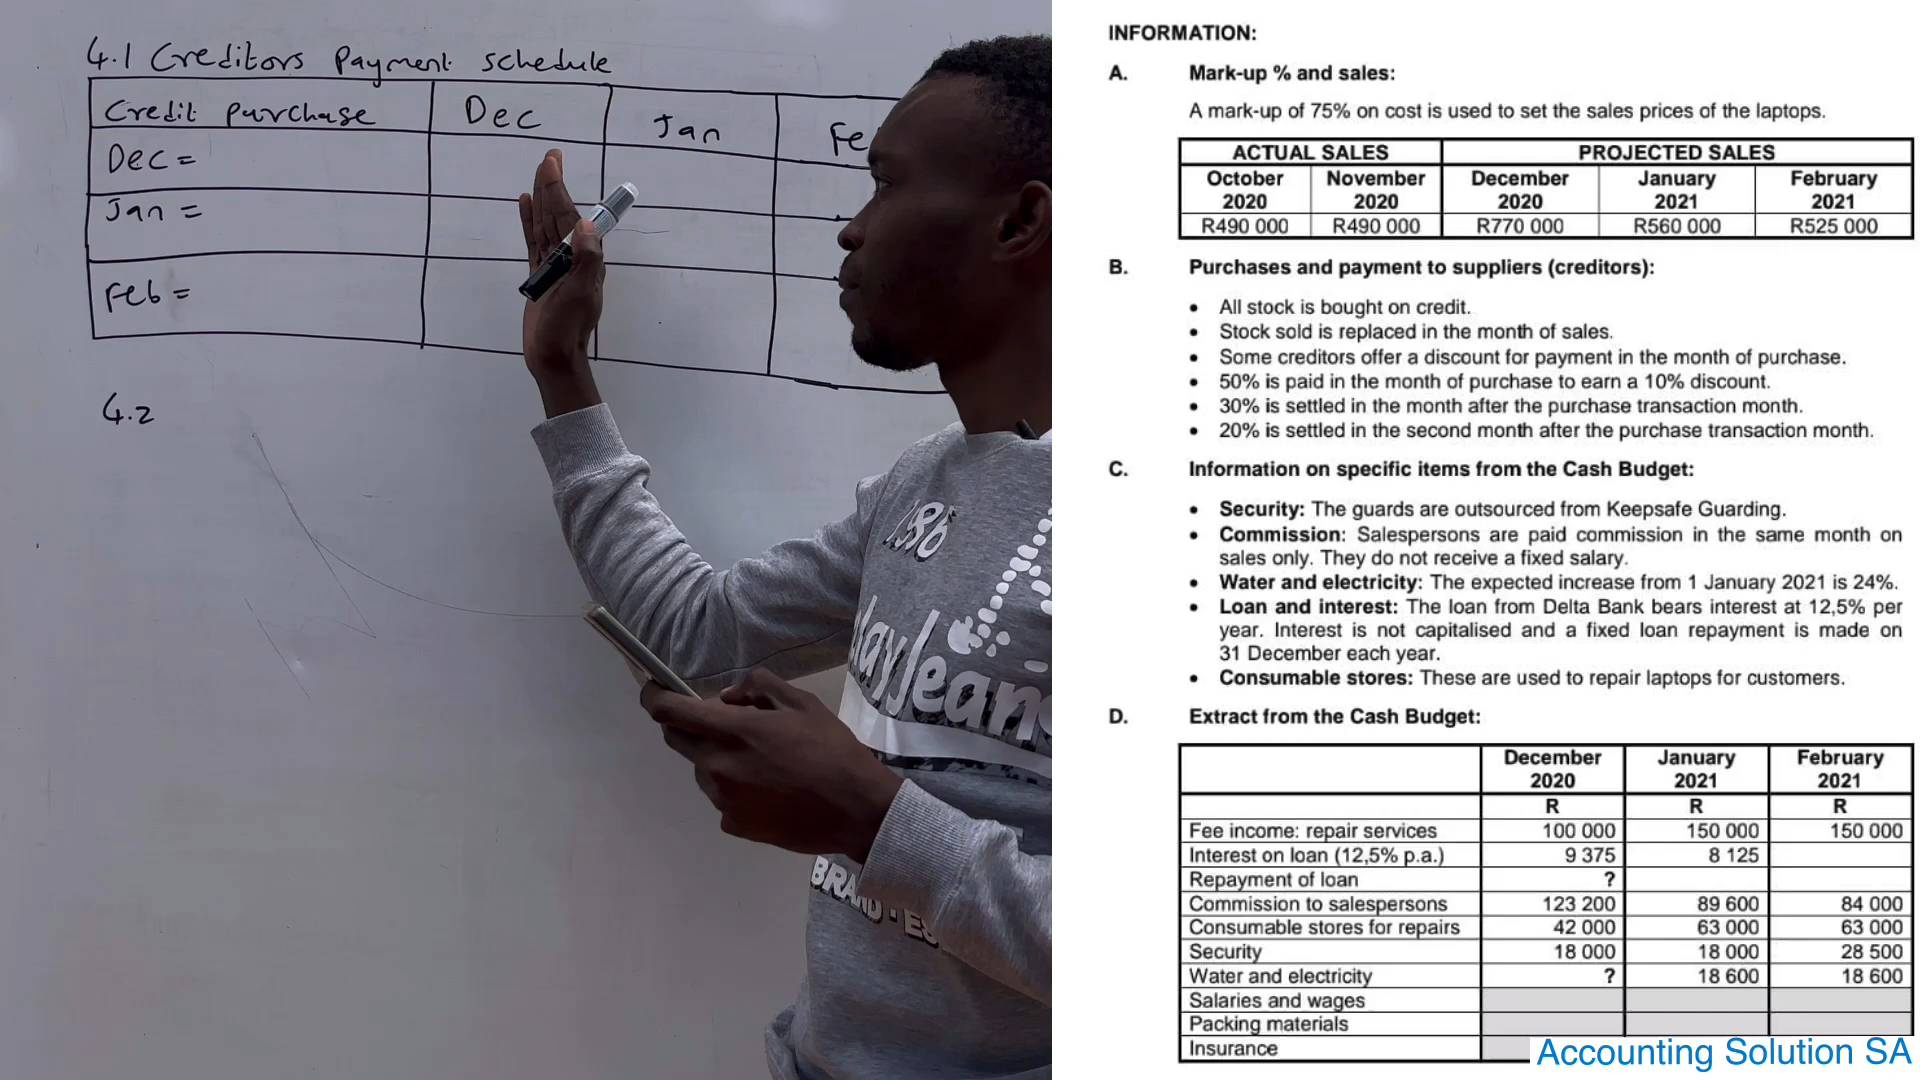 4.1 Creditors Payment schedule
Credit purchase Dec Jan Fe
Dec =
Jan =
Feb =
4.2
1986
BRAND
INFORMATION:
A. Mark-up % and sales:
A mark-up of 75% on cost is used to set the sales prices of the laptops.
ACTUAL SALES PROJECTED SALES
October November December January February
2020 2020 2020 2021 2021
R490 000 R490 000 R770 000 R560 000 R525 000
B. Purchases and payment to suppliers (creditors):
• All stock is bought on credit.
• Stock sold is replaced in the month of sales.
• Some creditors offer a discount for payment in the month of purchase.
• 50% is paid in the month of purchase to earn a 10% discount.
• 30% is settled in the month after the purchase transaction month.
• 20% is settled in the second month after the purchase transaction month.
C. Information on specific items from the Cash Budget:
• Security: The guards are outsourced from Keepsafe Guarding.
• Commission: Salespersons are paid commission in the same month on
sales only. They do not receive a fixed salary.
• Water and electricity: The expected increase from 1 January 2021 is 24%.
• Loan and interest: The loan from Delta Bank bears interest at 12,5% per
year. Interest is not capitalised and a fixed loan repayment is made on
31 December each year.
• Consumable stores: These are used to repair laptops for customers.
D. Extract from the Cash Budget:
December January February
2020 2021 2021
R R R
Fee income: repair services 100 000 150 000 150 000
Interest on loan (12,5% p.a.) 9 375 8 125
Repayment of loan ?
Commission to salespersons 123 200 89 600 84 000
Consumable stores for repairs 42 000 63 000 63 000
Security 18 000 18 000 28 500
Water and electricity ? 18 600 18 600
Salaries and wages
Packing materials
Insurance
Accounting Solution SA